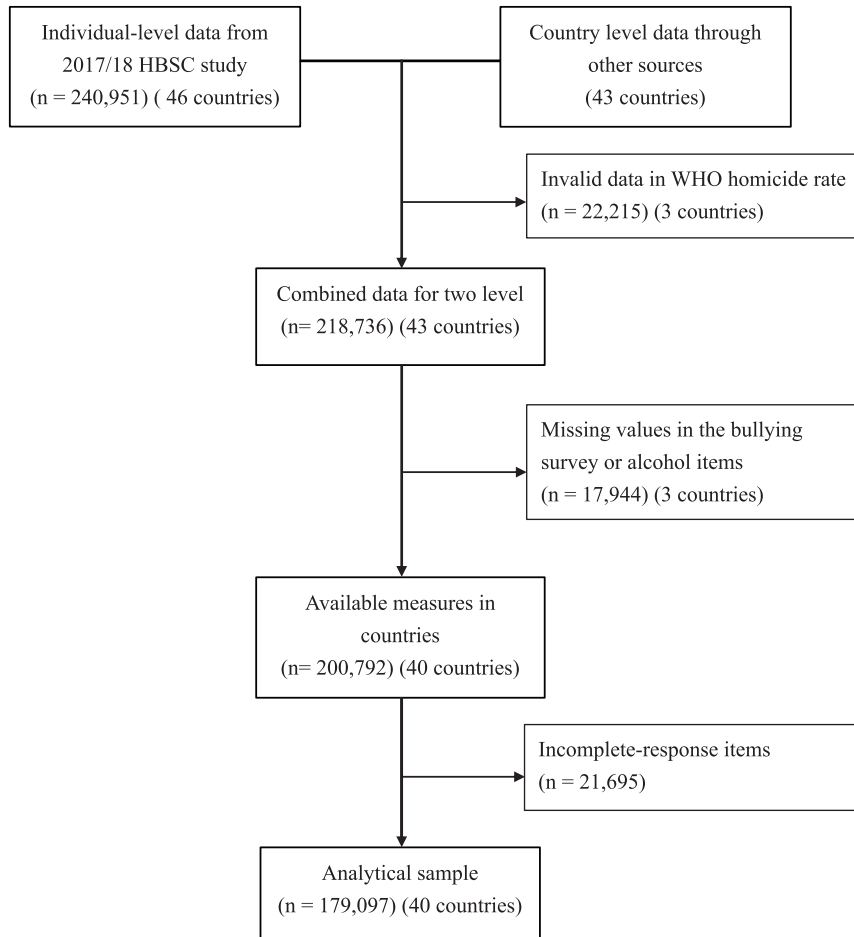 Individual-level data from
2017/18 HBSC study
(n = 240,951) ( 46 countries)
Country level data through
other sources
(43 countries)
Invalid data in WHO homicide rate
(n = 22,215) (3 countries)
Combined data for two level
(n= 218,736) (43 countries)
Missing values in the bullying
survey or alcohol items
(n = 17,944) (3 countries)
Available measures in
countries
(n= 200,792) (40 countries)
Incomplete-response items
(n = 21,695)
Analytical sample
(n = 179,097) (40 countries)